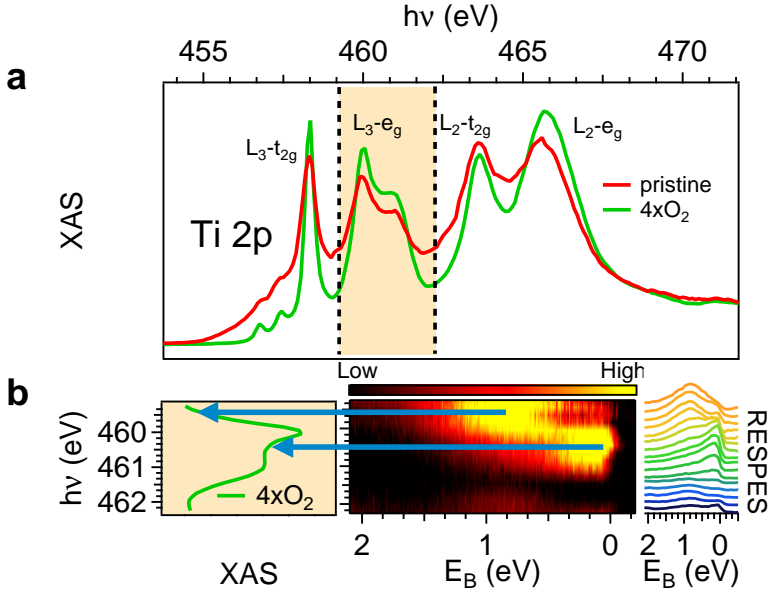 hν (eV)
455 460 465 470
a
L3-t2g
L3-eg
L2-t2g
L2-eg
pristine
4xO2
Ti 2p
XAS
Low High
b
hν (eV)
460
461
462
4xO2
XAS
2 1 0
EB (eV)
2 1 0
EB (eV)
RESPES